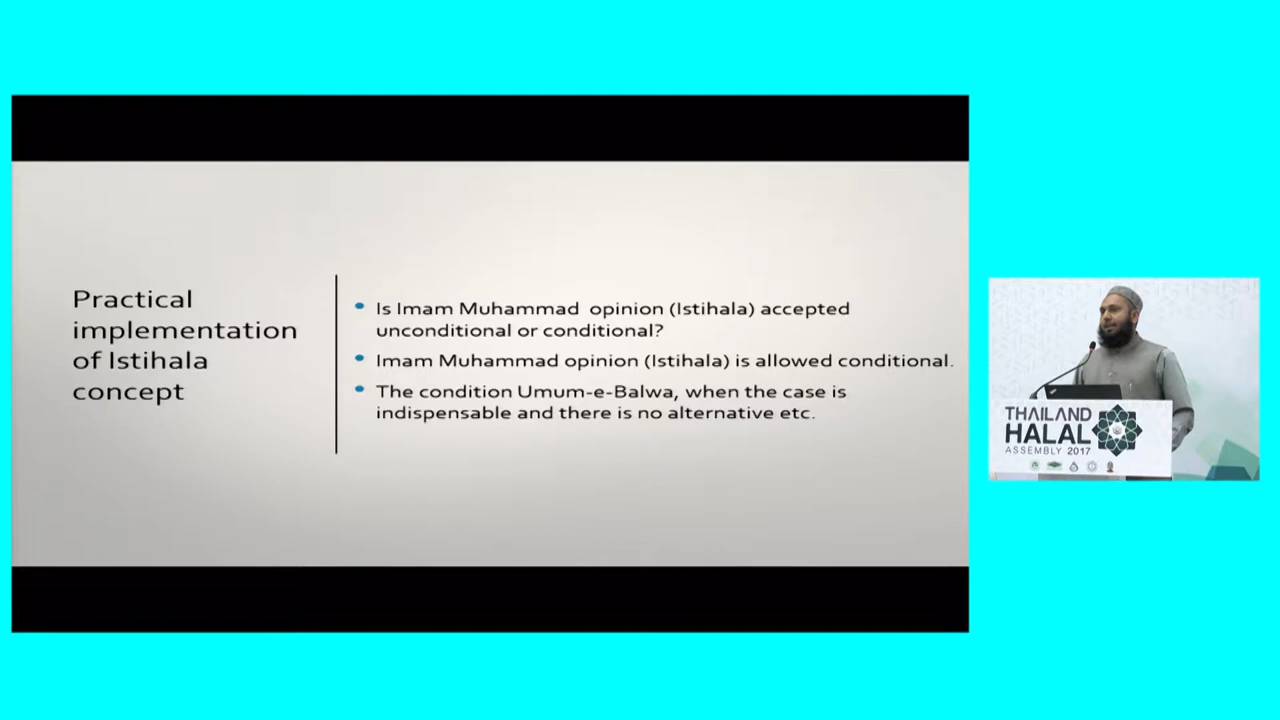 Practical
implementation
of Istihala
concept
Is Imam Muhammad opinion (Istihala) accepted
unconditional or conditional?
Imam Muhammad opinion (Istihala) is allowed conditional.
The condition Umum-e-Balwa, when the case is
indispensable and there is no alternative etc.
THAILAND
HALAL
ASSEMBLY 2017